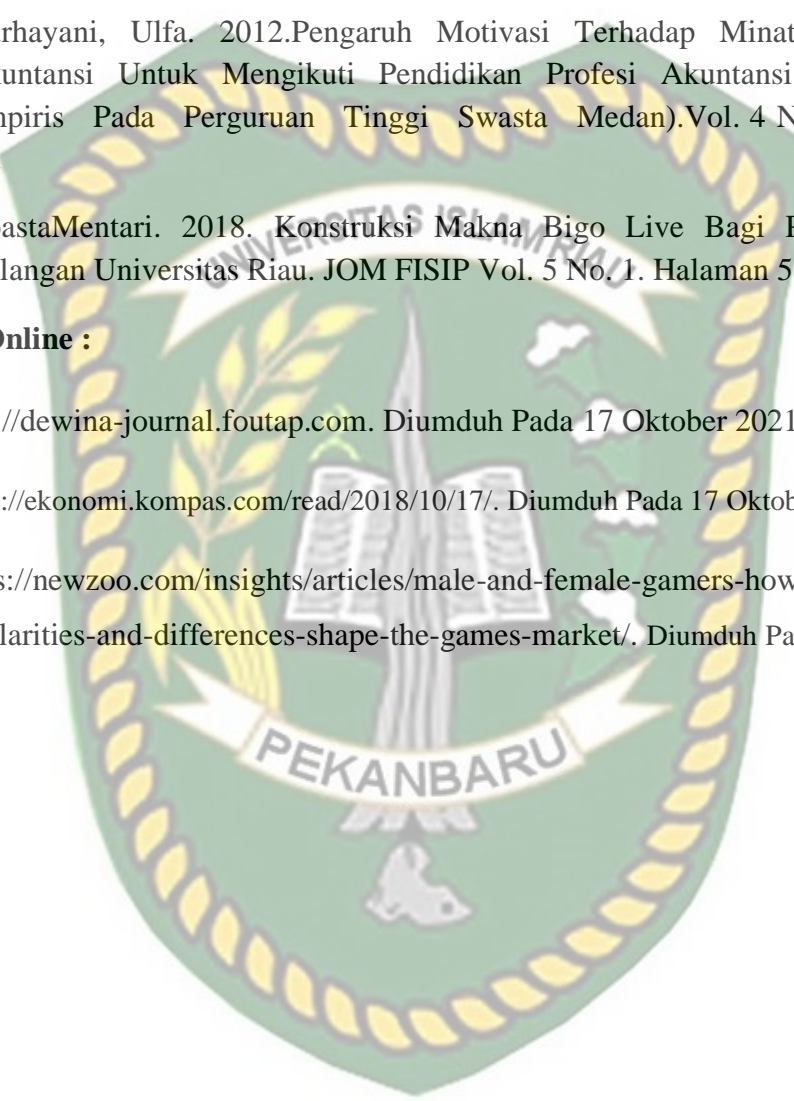 rhayani, Ulfa. 2012.Pengaruh Motivasi Terhadap Minat
untansi Untuk Mengikuti Pendidikan Profesi Akuntansi
piris Pada Perguruan Tinggi Swasta Medan).Vol. 4 N
astaMentari. 2018. Konstruksi Makna Bigo Live Bagi
langan Universitas Riau. JOM FISIP Vol. 5 No. 1. Halaman 5
UNIVERSITAS ISLAM RIAU
Online :
://dewina-journal.foutap.com. Diumduh Pada 17 Oktober 2021
://ekonomi.kompas.com/read/2018/10/17/. Diumduh Pada 17 Oktob
s://newzoo.com/insights/articles/male-and-female-gamers-how
larities-and-differences-shape-the-games-market/. Diumduh Pa
PEKANBARU